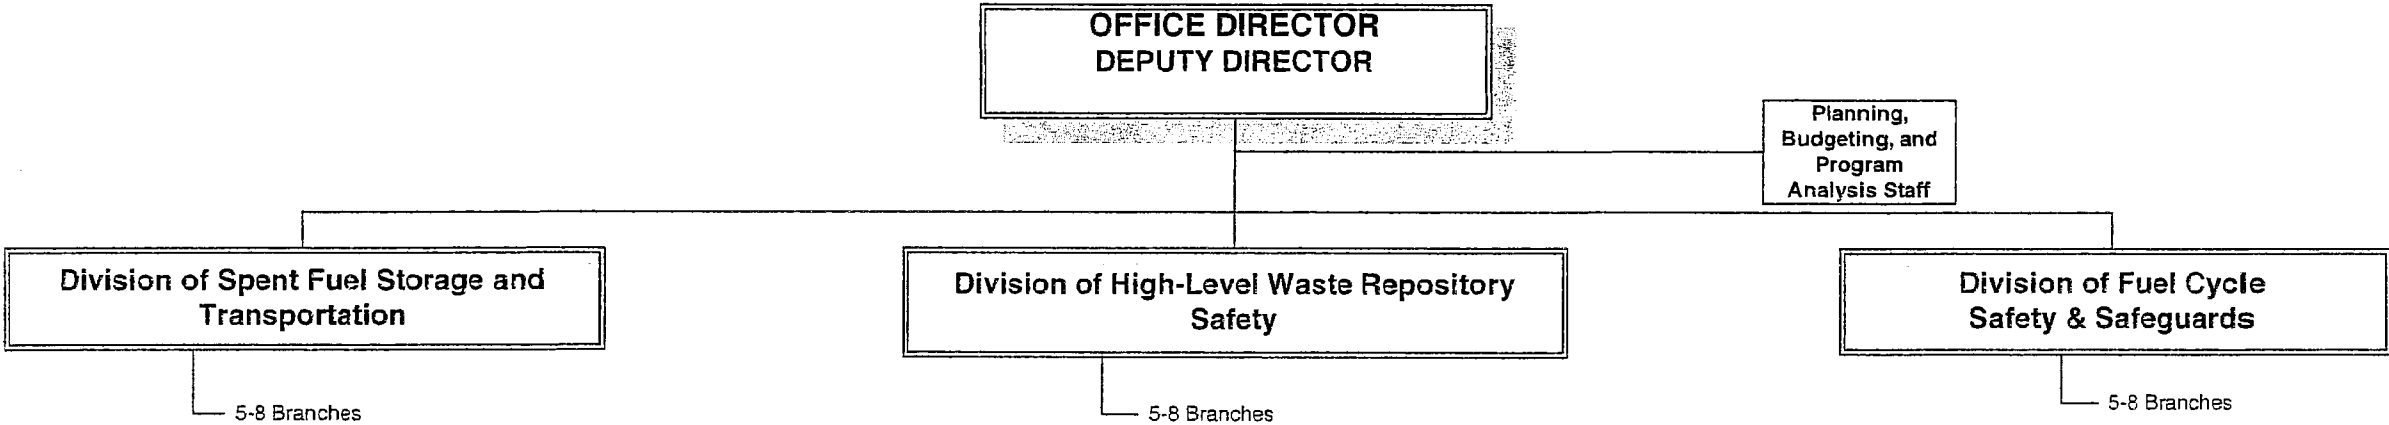 OFFICE DIRECTOR
DEPUTY DIRECTOR
Planning,
Budgeting, and
Program
Analysis Staff
Division of Spent Fuel Storage and
Transportation
5-8 Branches
Division of High-Level Waste Repository
Safety
5-8 Branches
Division of Fuel Cycle
Safety & Safeguards
5-8 Branches